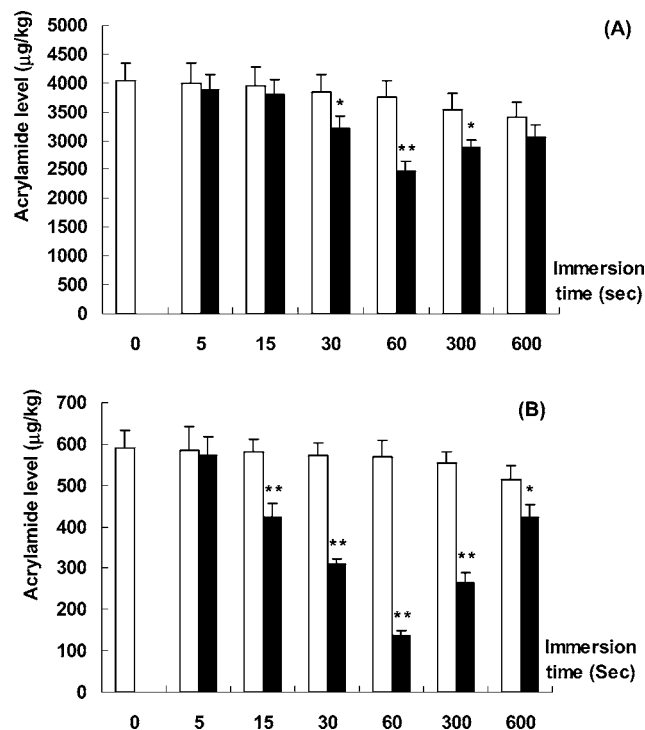 (A)
Acrylamide level (µg/kg)
5000
4500
4000
3500
3000
2500
2000
1500
1000
500
0
*
**
*
0 5 15 30 60 300 600
Immersion
time (sec)
(B)
Acrylamide level (µg/kg)
700
600
500
400
300
200
100
0
**
**
**
**
*
0 5 15 30 60 300 600
Immersion
time (Sec)